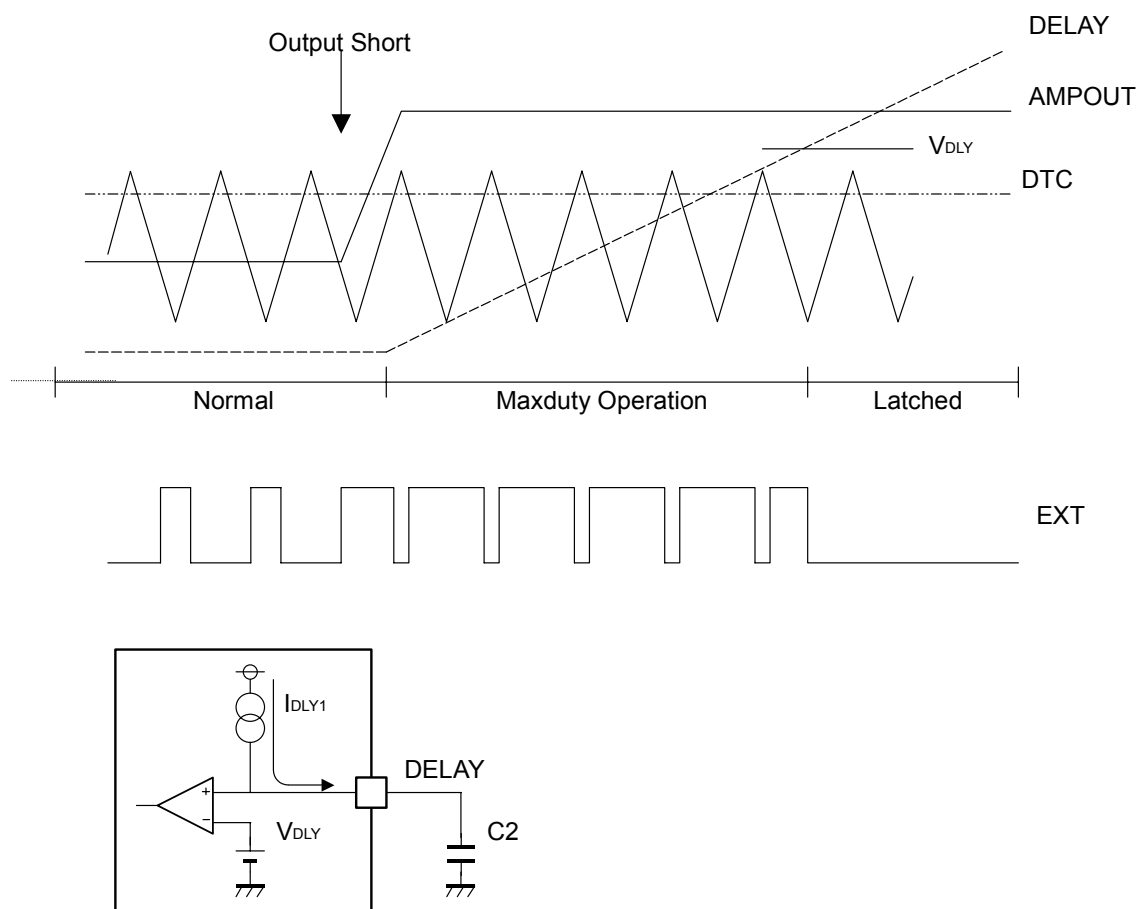 DELAY
Output Short
AMPOUT
VDLY
DTC
Normal
Maxduty Operation
Latched
EXT
IDLY1
DELAY
+
−
VDLY
C2